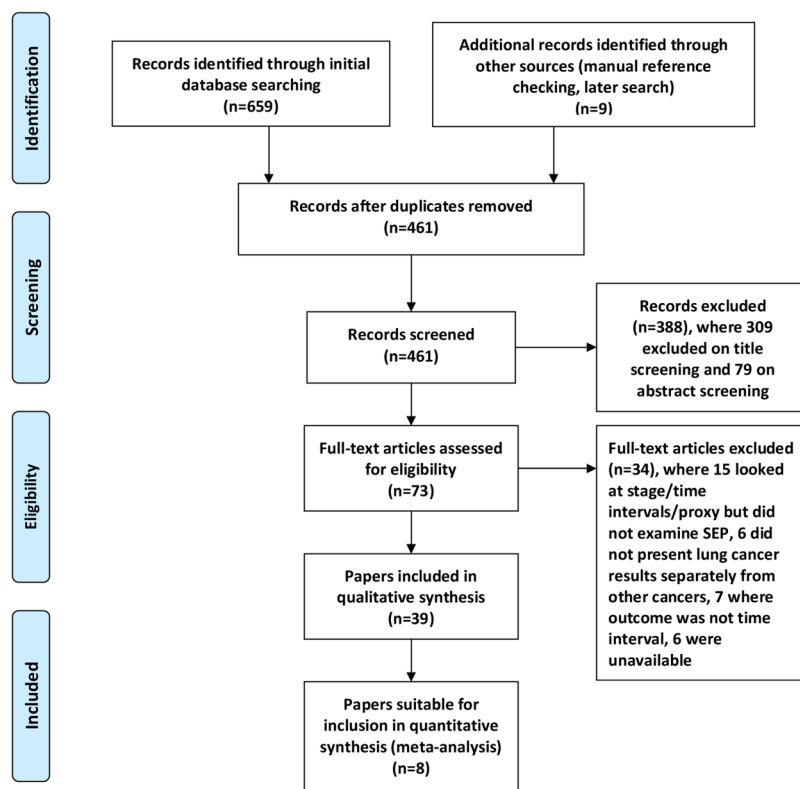 Identification
Records identified through initial
database searching
(n=659)
Additional records identified through
other sources (manual reference
checking, later search)
(n=9)
Records after duplicates removed
(n=461)
Screening
Records screened
(n=461)
Records excluded
(n=388), where 309
excluded on title
screening and 79 on
abstract screening
Eligibility
Full-text articles assessed
for eligibility
(n=73)
Full-text articles excluded
(n=34), where 15 looked
at stage/time
intervals/proxy but did
not examine SEP, 6 did
not present lung cancer
results separately from
other cancers, 7 where
outcome was not time
interval, 6 were
unavailable
Papers included in
qualitative synthesis
(n=39)
Included
Papers suitable for
inclusion in quantitative
synthesis (meta-analysis)
(n=8)